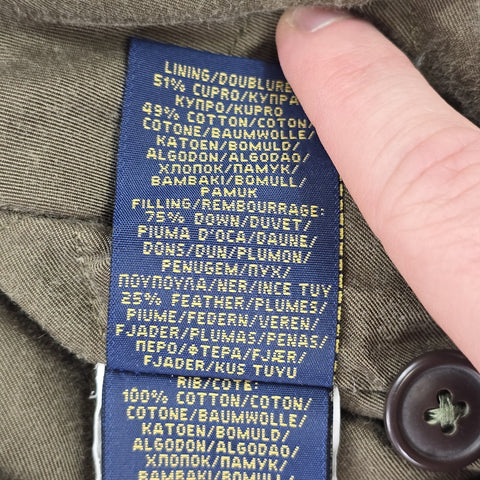 LINING/DOUBLURE:
51% CUPRO/КУПРА
КУПРО/KUPRO
49% COTTON/COTON/
COTONE/BAUMWOLLE/
KATOEN/BOMULD/
ALGODON/ALGODAO/
ХЛОПОК/ПАМУК/
BAMBAKI/BOMULL/
PAMUK
FILLING/REMBOURRAGE:
75% DOWN/DUVET/
PIUMA D'OCA/DAUNE/
DONS/DUN/PLUMON/
PENUGEM/ПУХ/
ΠΟΥΠΟΥΛΑ/NER/INCE TUY
25% FEATHER/PLUMES/
PIUME/FEDERN/VEREN/
FJADER/PLUMAS/PENAS/
ПЕРО/ФТЕРА/FJÆR/
FJADER/KUS TUYU
RIB/COTE:
100% COTTON/COTON/
COTONE/BAUMWOLLE/
KATOEN/BOMULD/
ALGODON/ALGODAO/
ХЛОПОК/ПАМУК/
BAMBAKI/BOMULL/